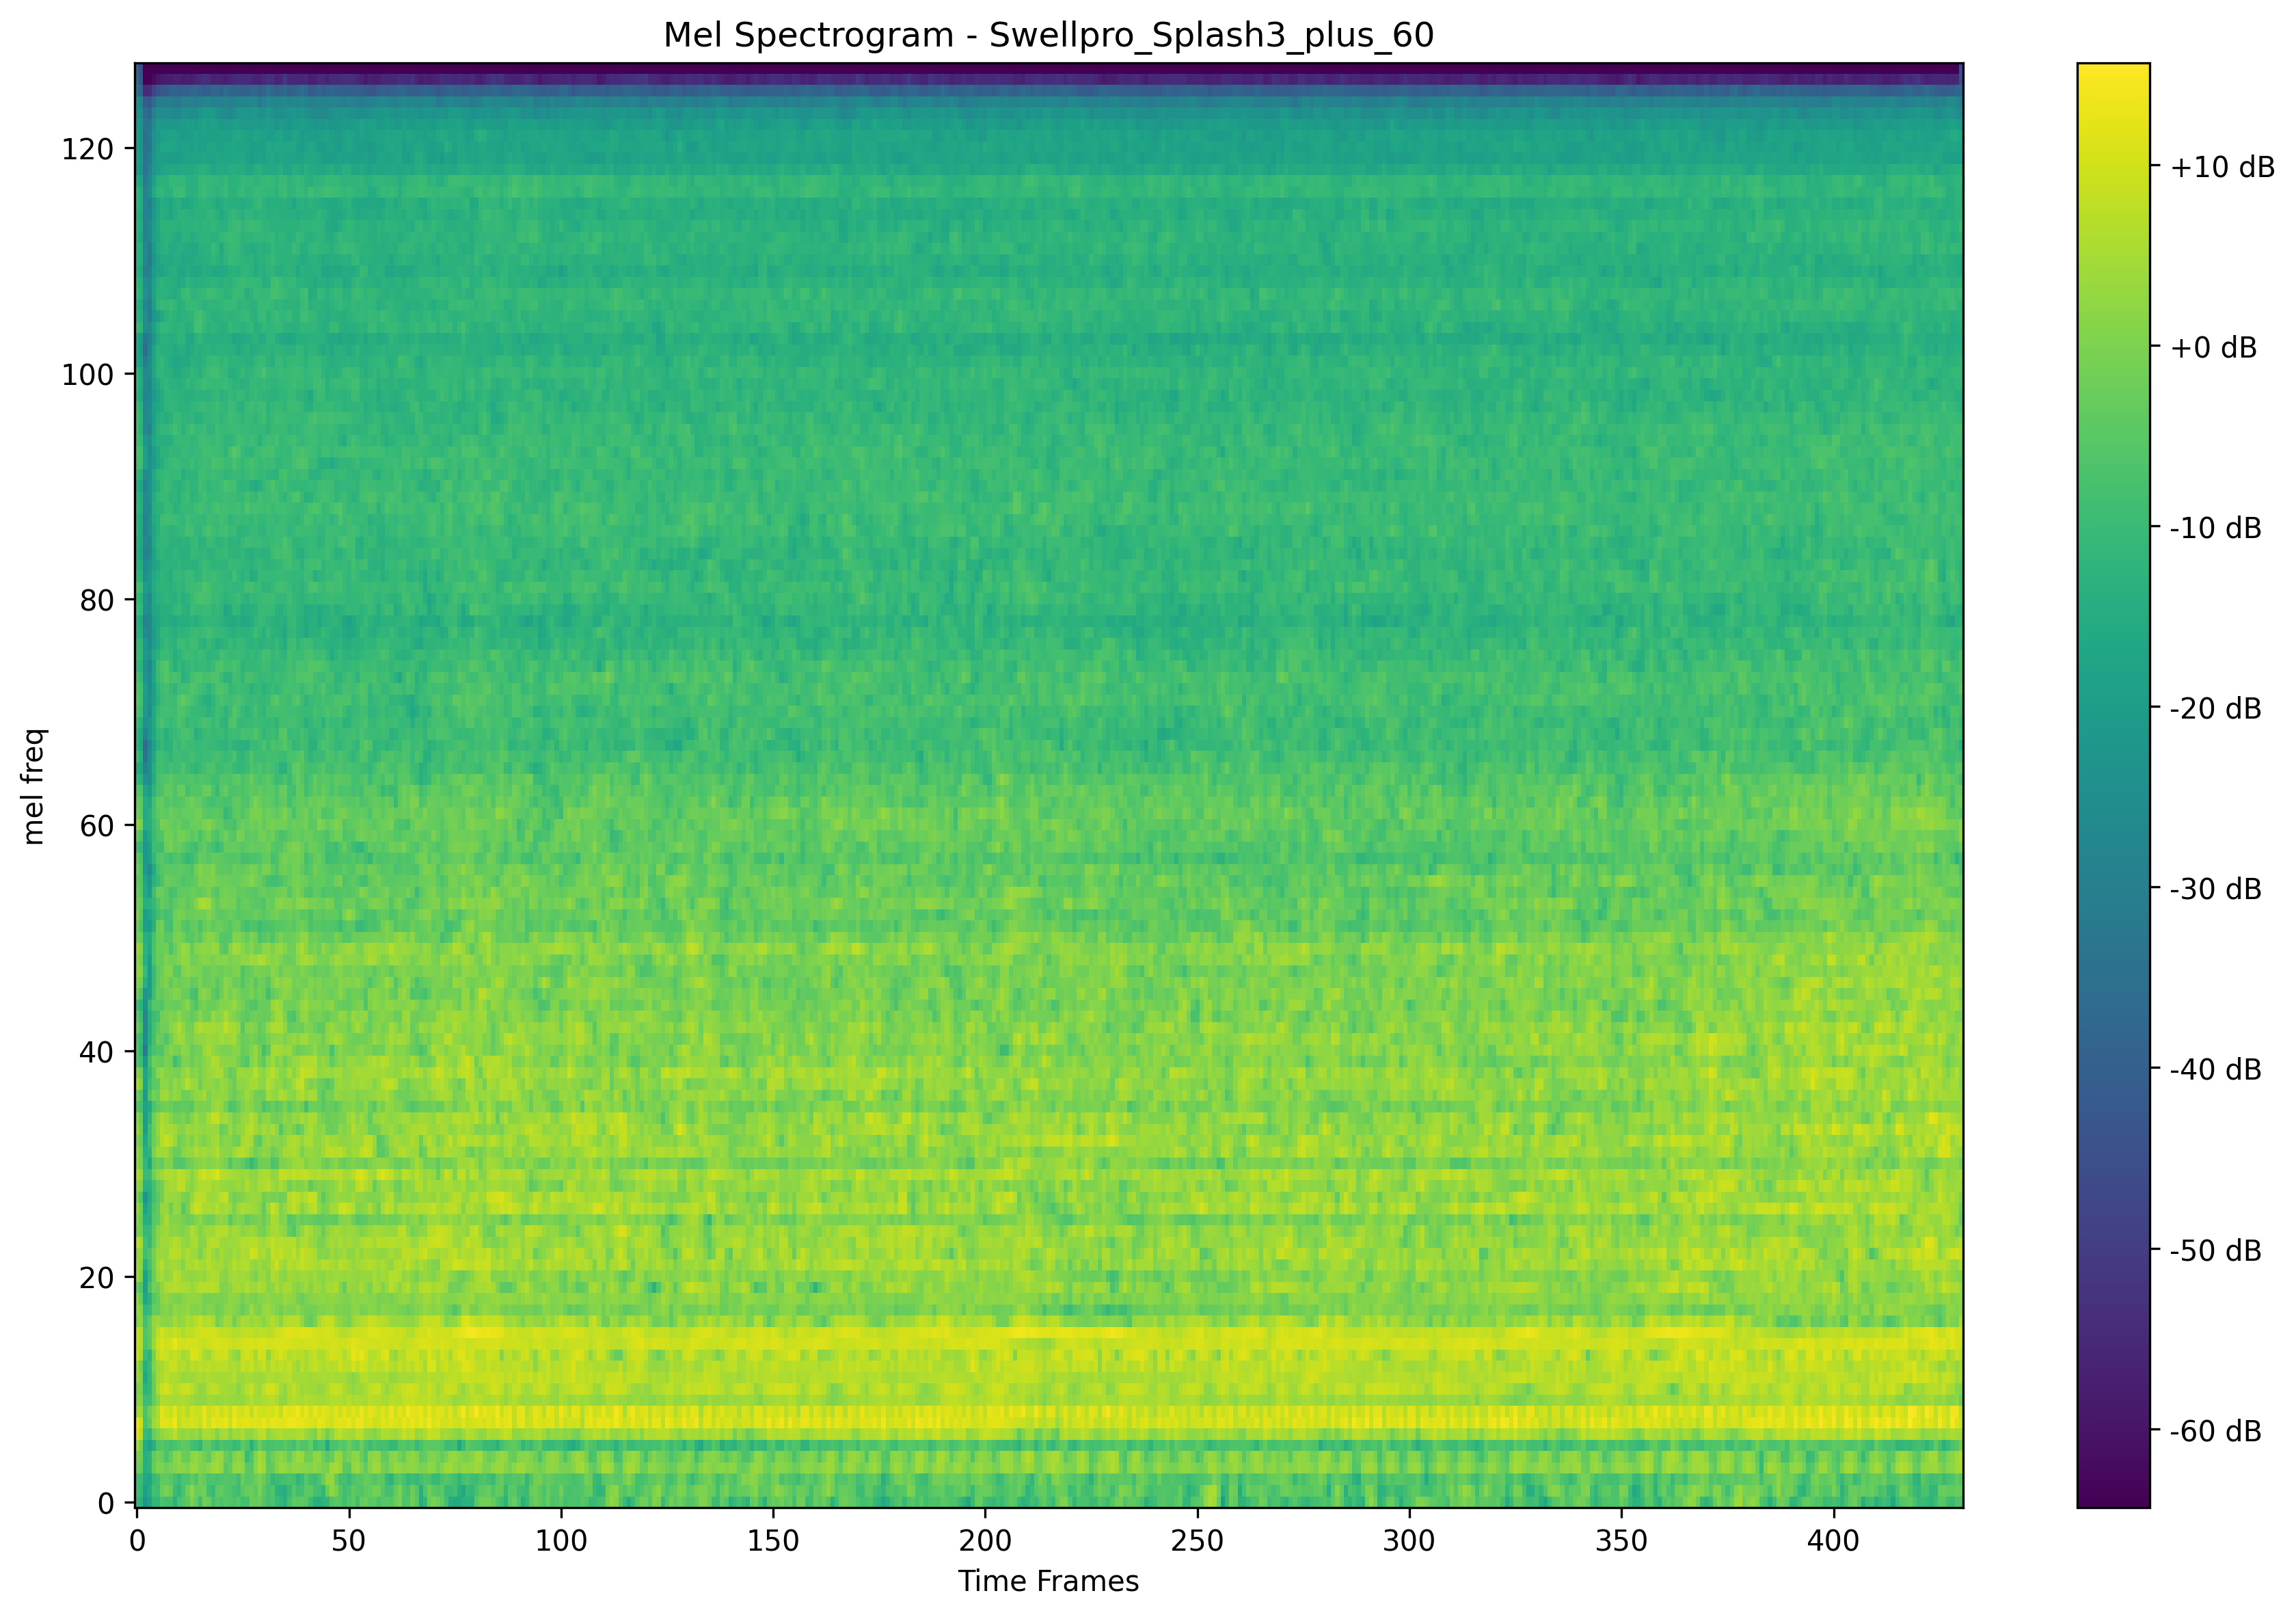 Mel Spectrogram - Swellpro_Splash3_plus_60
mel freq
120
100
80
60
40
20
0
0 50 100 150 200 250 300 350 400
Time Frames
+10 dB
+0 dB
-10 dB
-20 dB
-30 dB
-40 dB
-50 dB
-60 dB